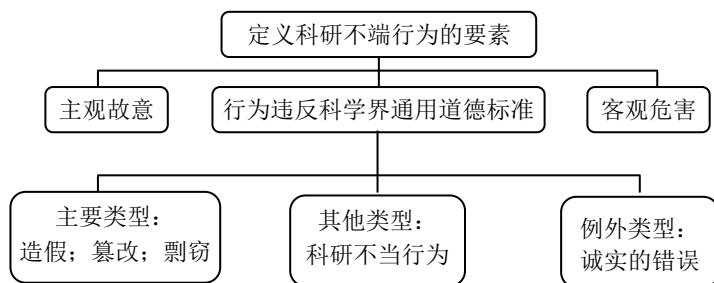 定义科研不端行为的要素
主观故意
行为违反科学界通用道德标准
客观危害
主要类型：
造假；篡改；剽窃
其他类型：
科研不当行为
例外类型：
诚实的错误